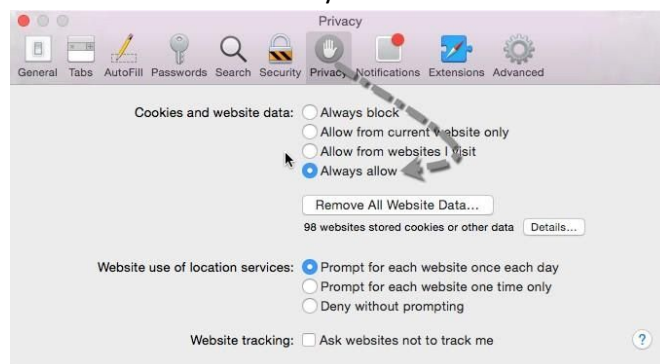 Privacy
General Tabs AutoFill Passwords Search Security Privacy Notifications Extensions Advanced
Cookies and website data: Always block
Allow from current website only
Allow from websites I visit
Always allow
Remove All Website Data...
98 websites stored cookies or other data Details...
Website use of location services: Prompt for each website once each day
Prompt for each website one time only
Deny without prompting
Website tracking: Ask websites not to track me ?